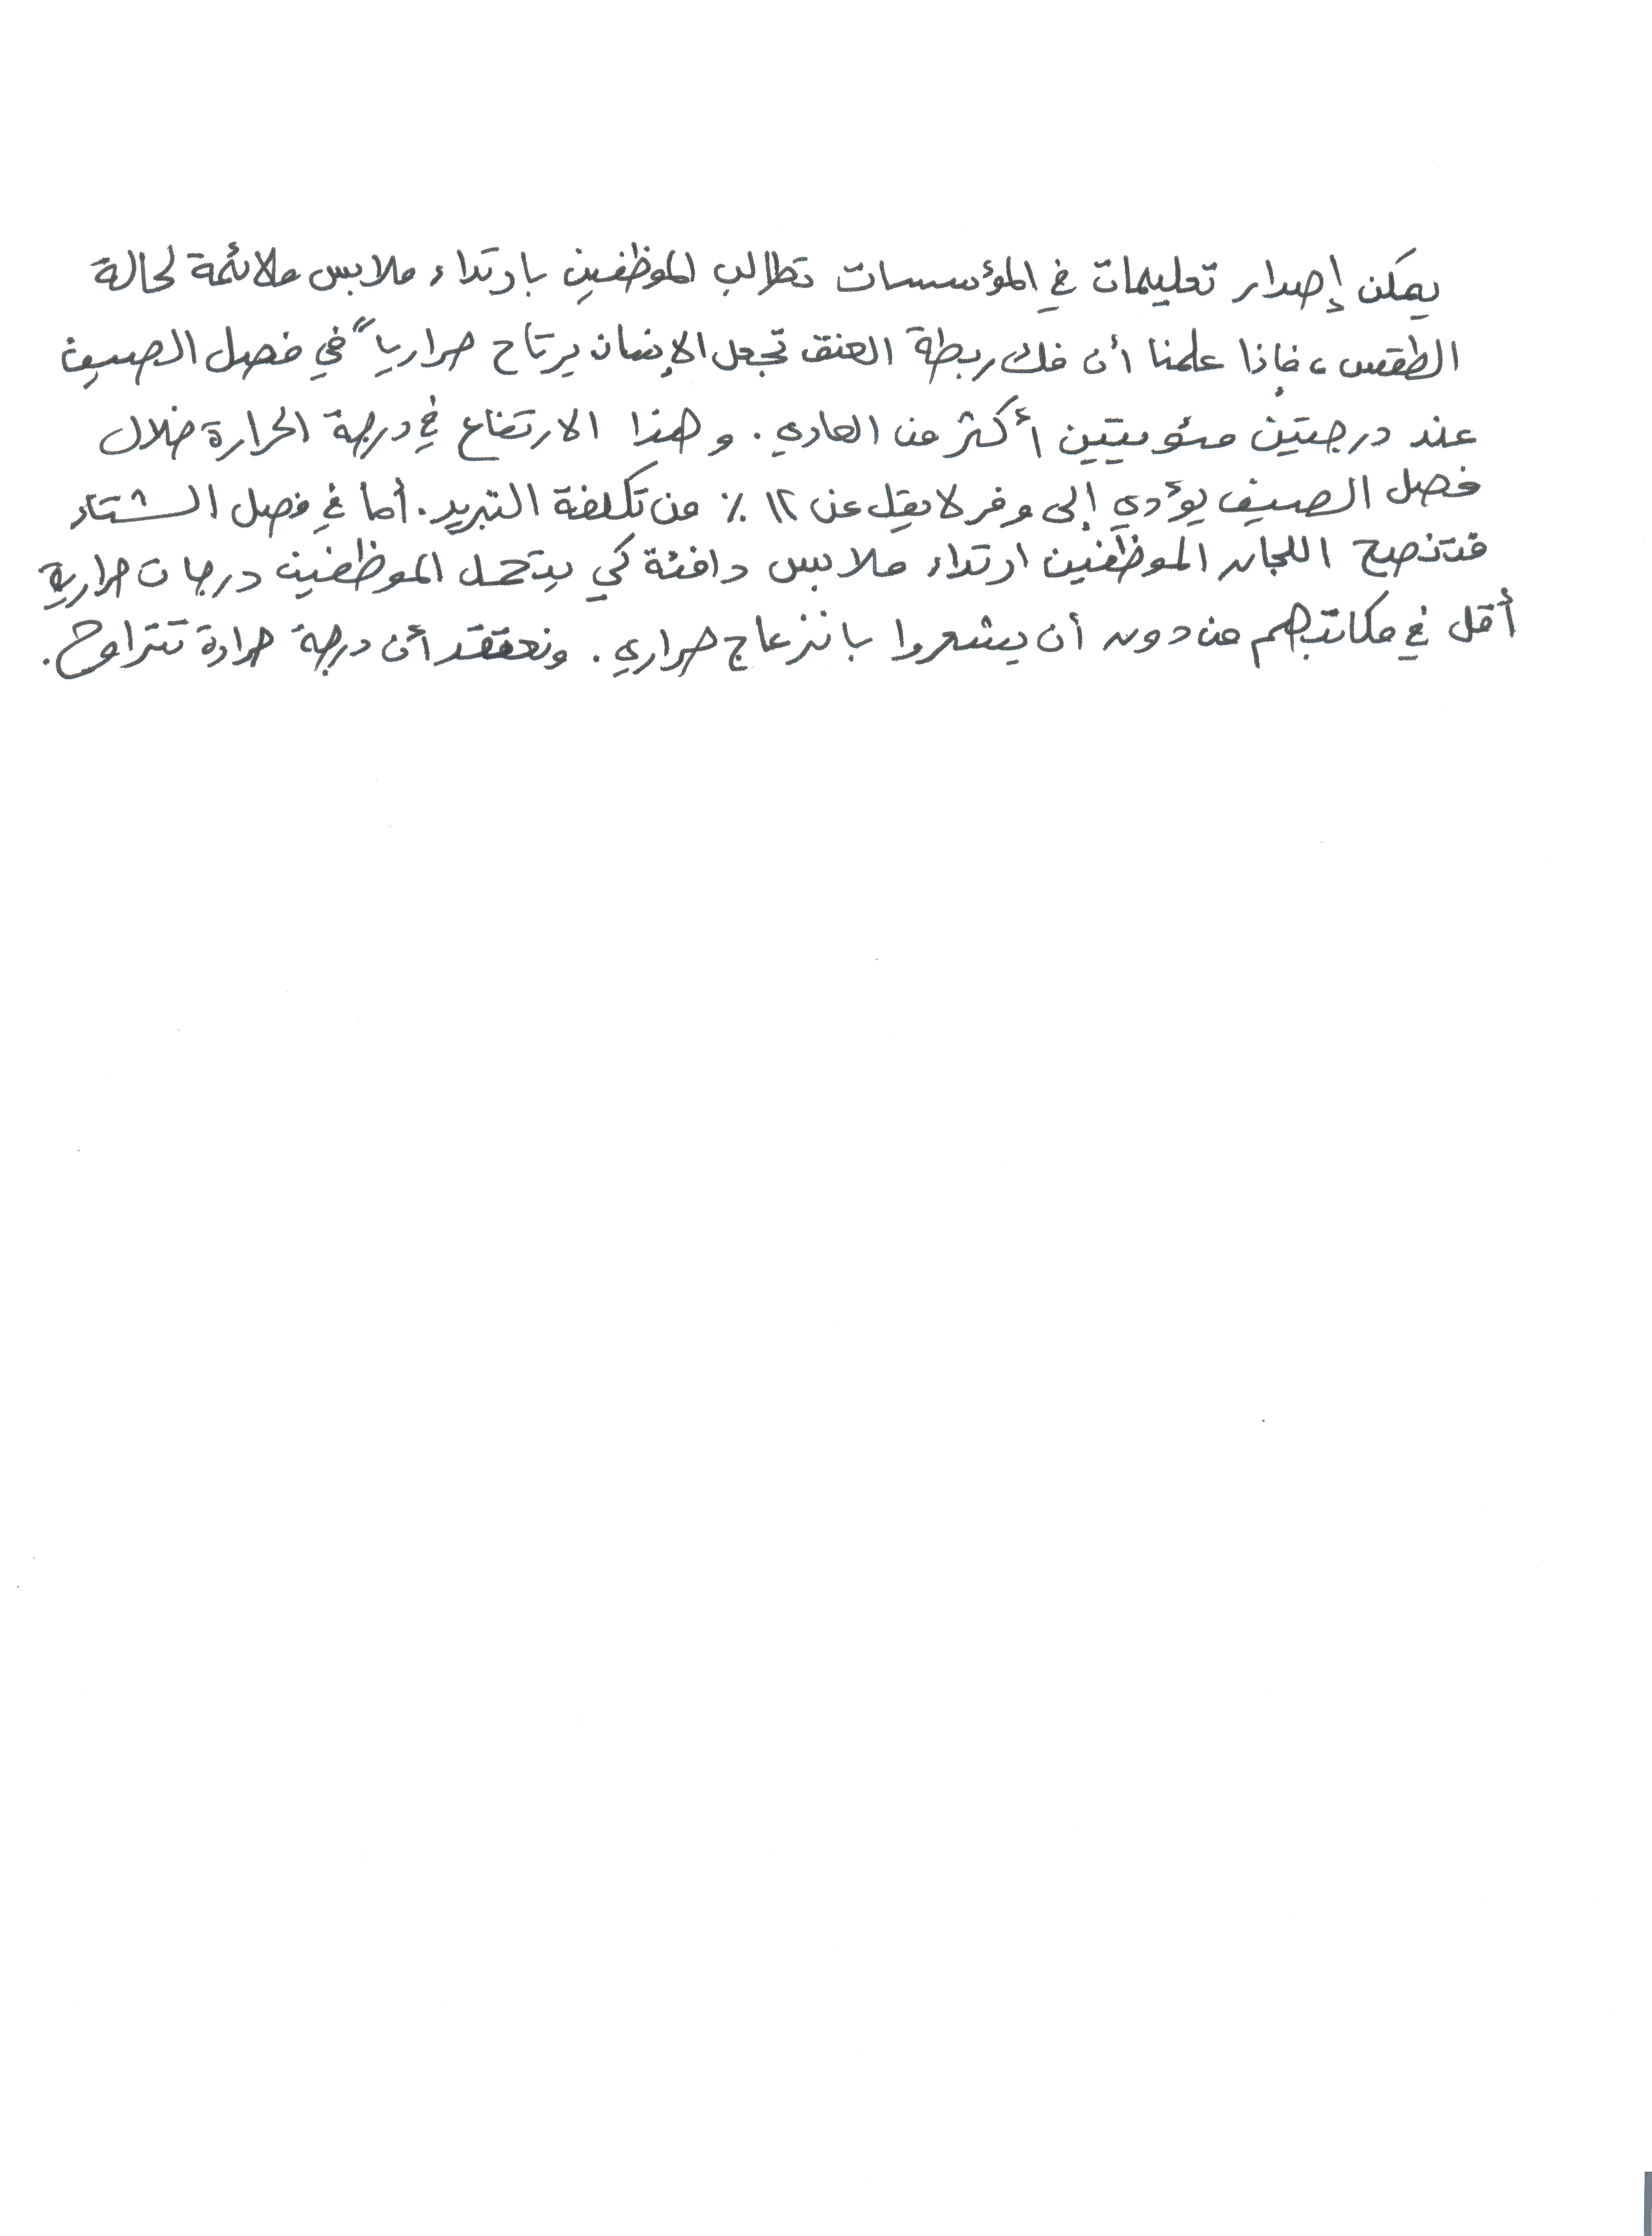 يمكن إصدار تعليمات في المؤسسات تطالب الموظفين بارتداء ملابس ملائمة لحالة
الطقس، فإذا علمنا أن فك ربطة العنق تجعل الإنسان يرتاح حرارياً في فصل الصيف
عند درجتين مئويتين أكثر من العادي. وهذا الارتفاع في درجة الحرارة خلال
فصل الصيف يؤدي إلى وفر لا يقل عن ١٢ ٪ من تكلفة التبريد. أما في فصل الشتاء
فتنصح اللجان الموظفين ارتداء ملابس دافئة كي يتحمل الموظفين درجات حرارية
أقل في مكاتبهم من دون أن يشعروا بانزعاج حراري. ونعتقد أن درجة حرارة تتراوح.